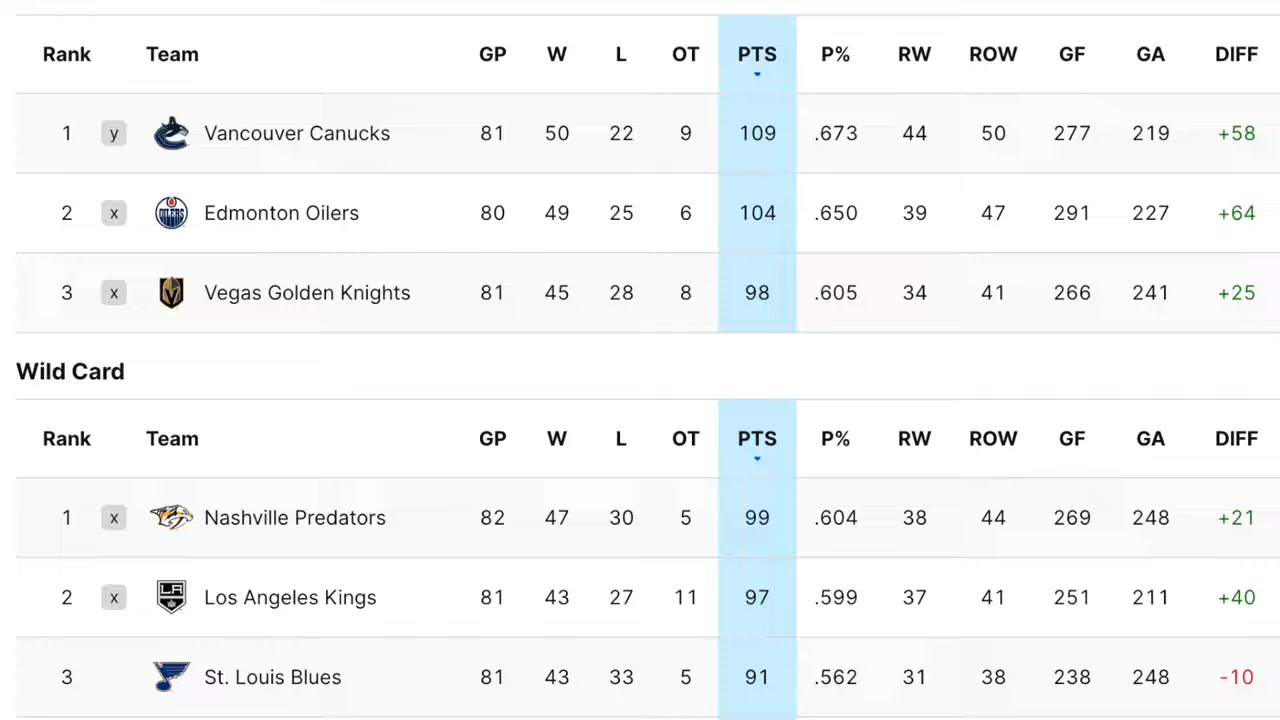 Rank Team GP W L OT PTS P% RW ROW GF GA DIFF
1 y Vancouver Canucks 81 50 22 9 109 .673 44 50 277 219 +58
2 x Edmonton Oilers 80 49 25 6 104 .650 39 47 291 227 +64
3 x Vegas Golden Knights 81 45 28 8 98 .605 34 41 266 241 +25
Wild Card
Rank Team GP W L OT PTS P% RW ROW GF GA DIFF
1 x Nashville Predators 82 47 30 5 99 .604 38 44 269 248 +21
2 x LA Los Angeles Kings 81 43 27 11 97 .599 37 41 251 211 +40
3 St. Louis Blues 81 43 33 5 91 .562 31 38 238 248 -10